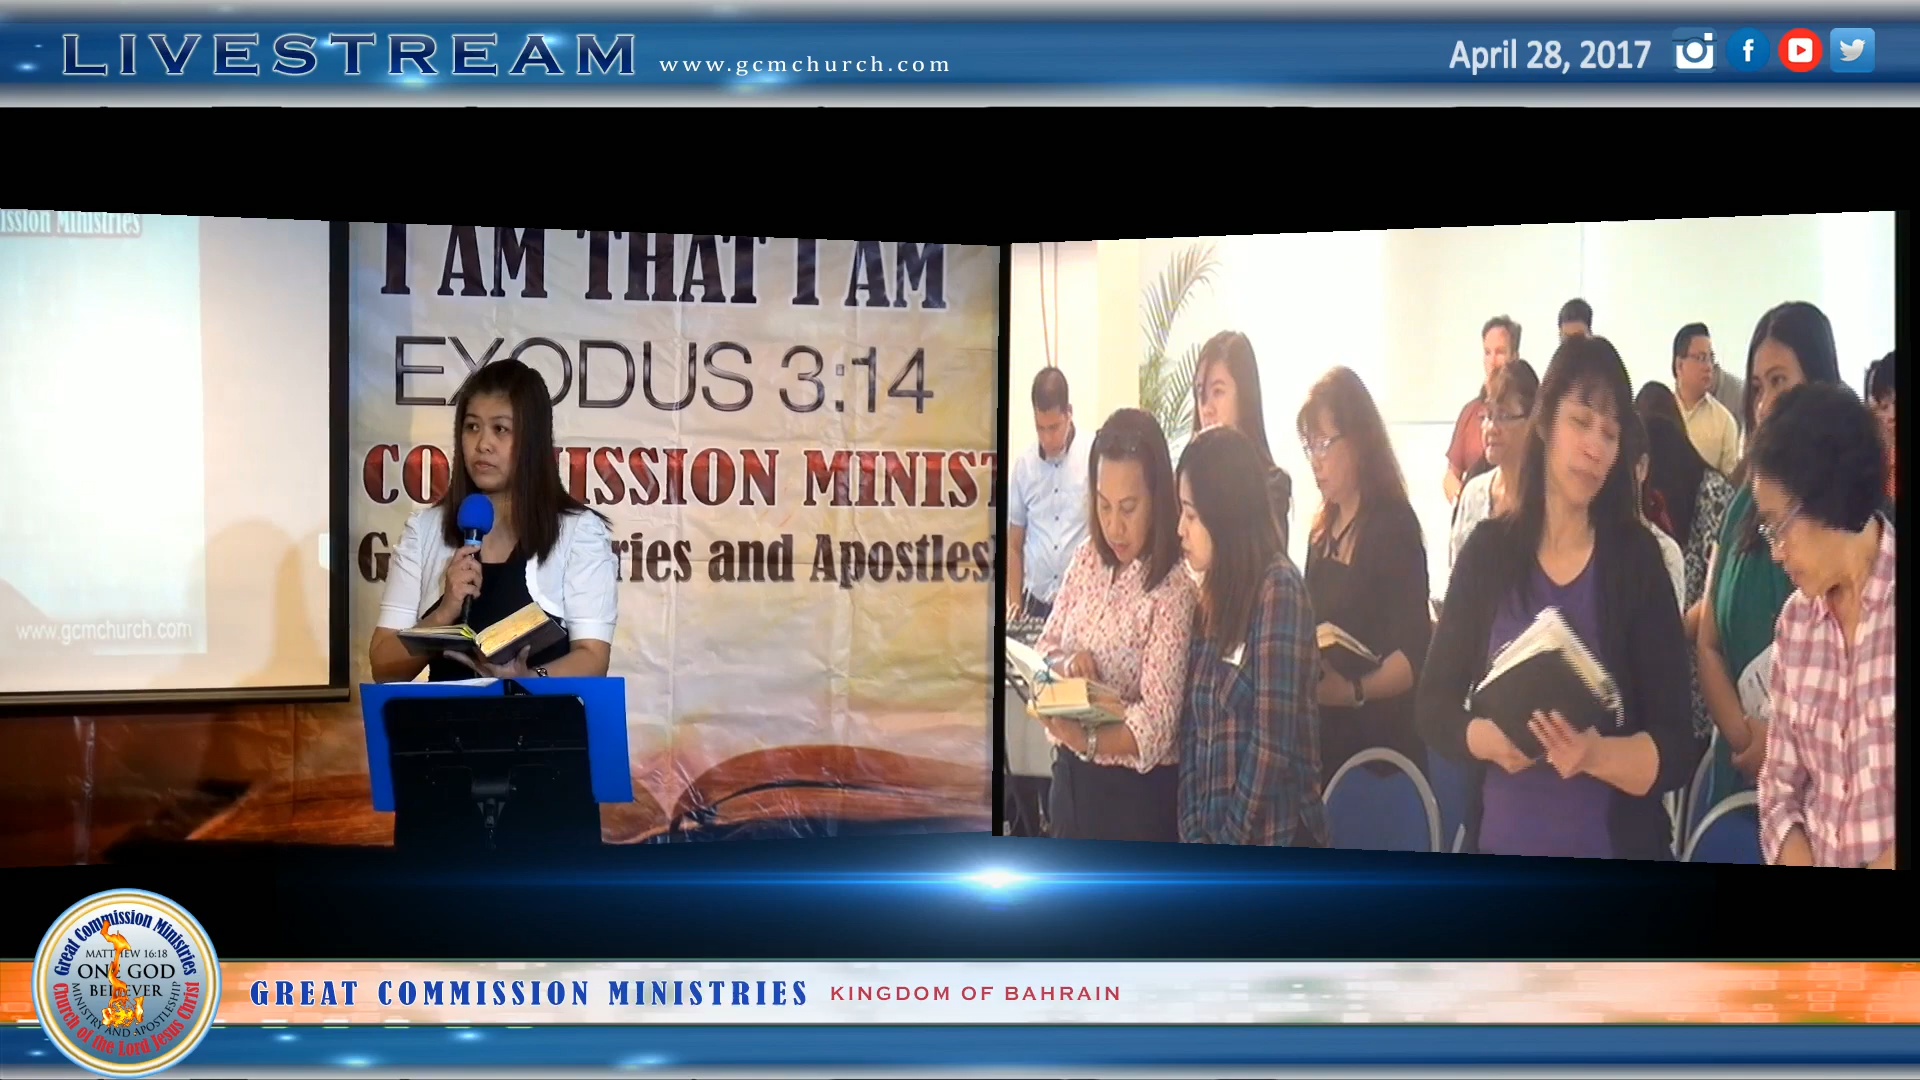 LIVESTREAM www.gcmchurch.com
April 28, 2017
ission Ministries
www.gcmchurch.com
I AM THAT I AM
EXODUS 3:14
CO ISSION MINIST
G ries and Apostles
Great Commission Ministries
MATTHEW 16:18
ONE GOD
BELIEVER
MINISTRY AND APOSTLESHIP
Church of the Lord Jesus Christ
GREAT COMMISSION MINISTRIES KINGDOM OF BAHRAIN